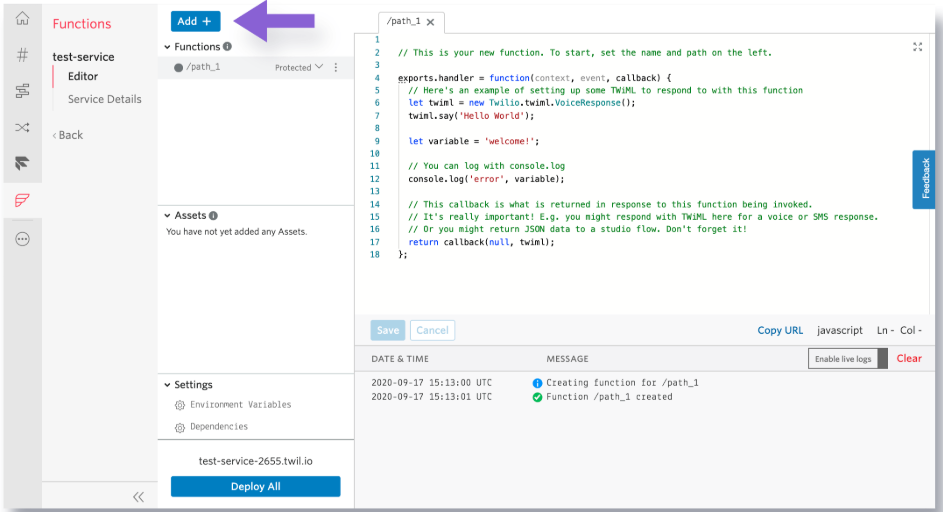 Functions
test-service
Editor
Service Details
< Back
Add +
Functions
/path_1
Protected
Assets
You have not yet added any Assets.
Settings
Environment Variables
Dependencies
test-service-2655.twil.io
Deploy All
/path_1
1
2 // This is your new function. To start, set the name and path on the left.
3
4 exports.handler = function(context, event, callback) {
5 // Here's an example of setting up some TWiML to respond to with this function
6 let twiml = new Twilio.twiml.VoiceResponse();
7 twiml.say('Hello World');
8
9 let variable = 'welcome!';
10
11 // You can log with console.log
12 console.log('error', variable);
13
14 // This callback is what is returned in response to this function being invoked.
15 // It's really important! E.g. you might respond with TWiML here for a voice or SMS response.
16 // Or you might return JSON data to a studio flow. Don't forget it!
17 return callback(null, twiml);
18 };
Feedback
Save Cancel
Copy URL javascript Ln - Col -
DATE & TIME MESSAGE
Enable live logs Clear
2020-09-17 15:13:00 UTC Creating function for /path_1
2020-09-17 15:13:01 UTC Function /path_1 created